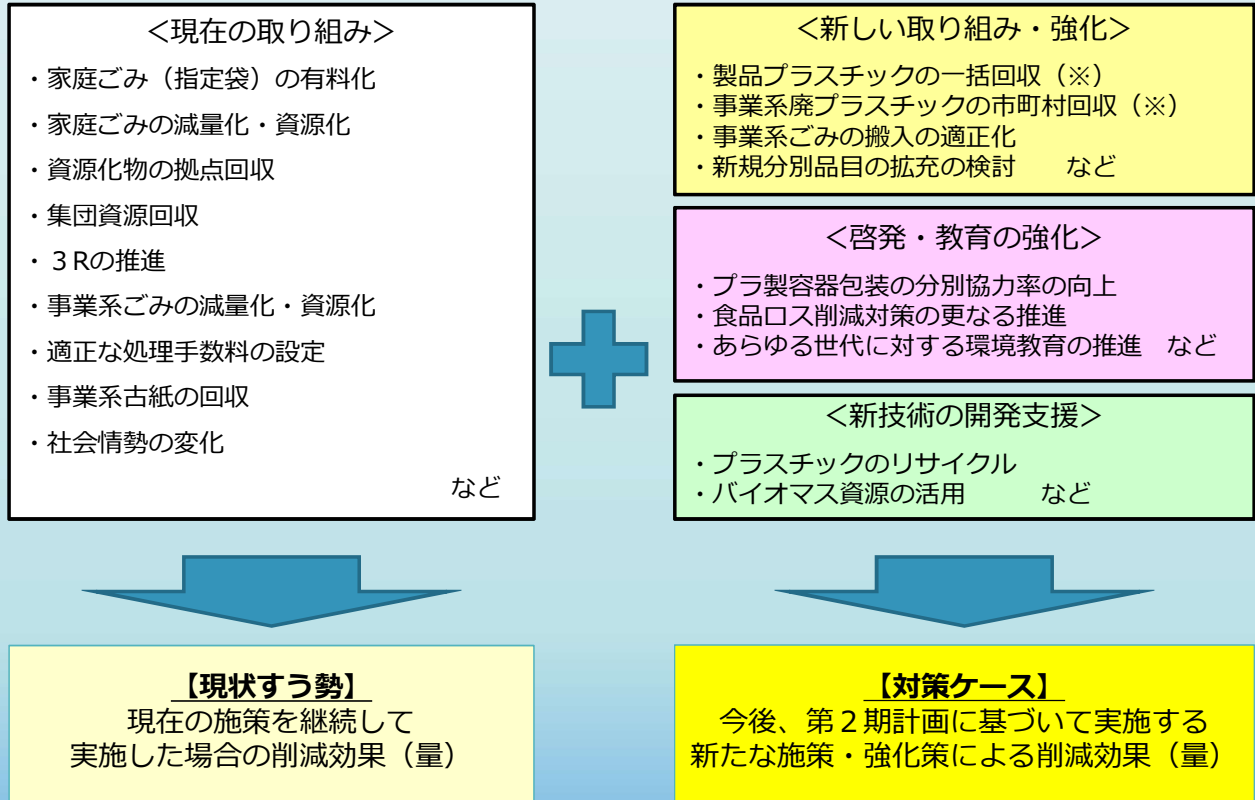 ＜現在の取り組み＞
・家庭ごみ（指定袋）の有料化
・家庭ごみの減量化・資源化
・資源化物の拠点回収
・集団資源回収
・３Rの推進
・事業系ごみの減量化・資源化
・適正な処理手数料の設定
・事業系古紙の回収
・社会情勢の変化
など
＜新しい取り組み・強化＞
・製品プラスチックの一括回収（※）
・事業系廃プラスチックの市町村回収（※）
・事業系ごみの搬入の適正化
・新規分別品目の拡充の検討　　など
＜啓発・教育の強化＞
・プラ製容器包装の分別協力率の向上
・食品ロス削減対策の更なる推進
・あらゆる世代に対する環境教育の推進　など
＜新技術の開発支援＞
・プラスチックのリサイクル
・バイオマス資源の活用　　　など
【現状すう勢】
現在の施策を継続して
実施した場合の削減効果（量）
【対策ケース】
今後、第２期計画に基づいて実施する
新たな施策・強化策による削減効果（量）